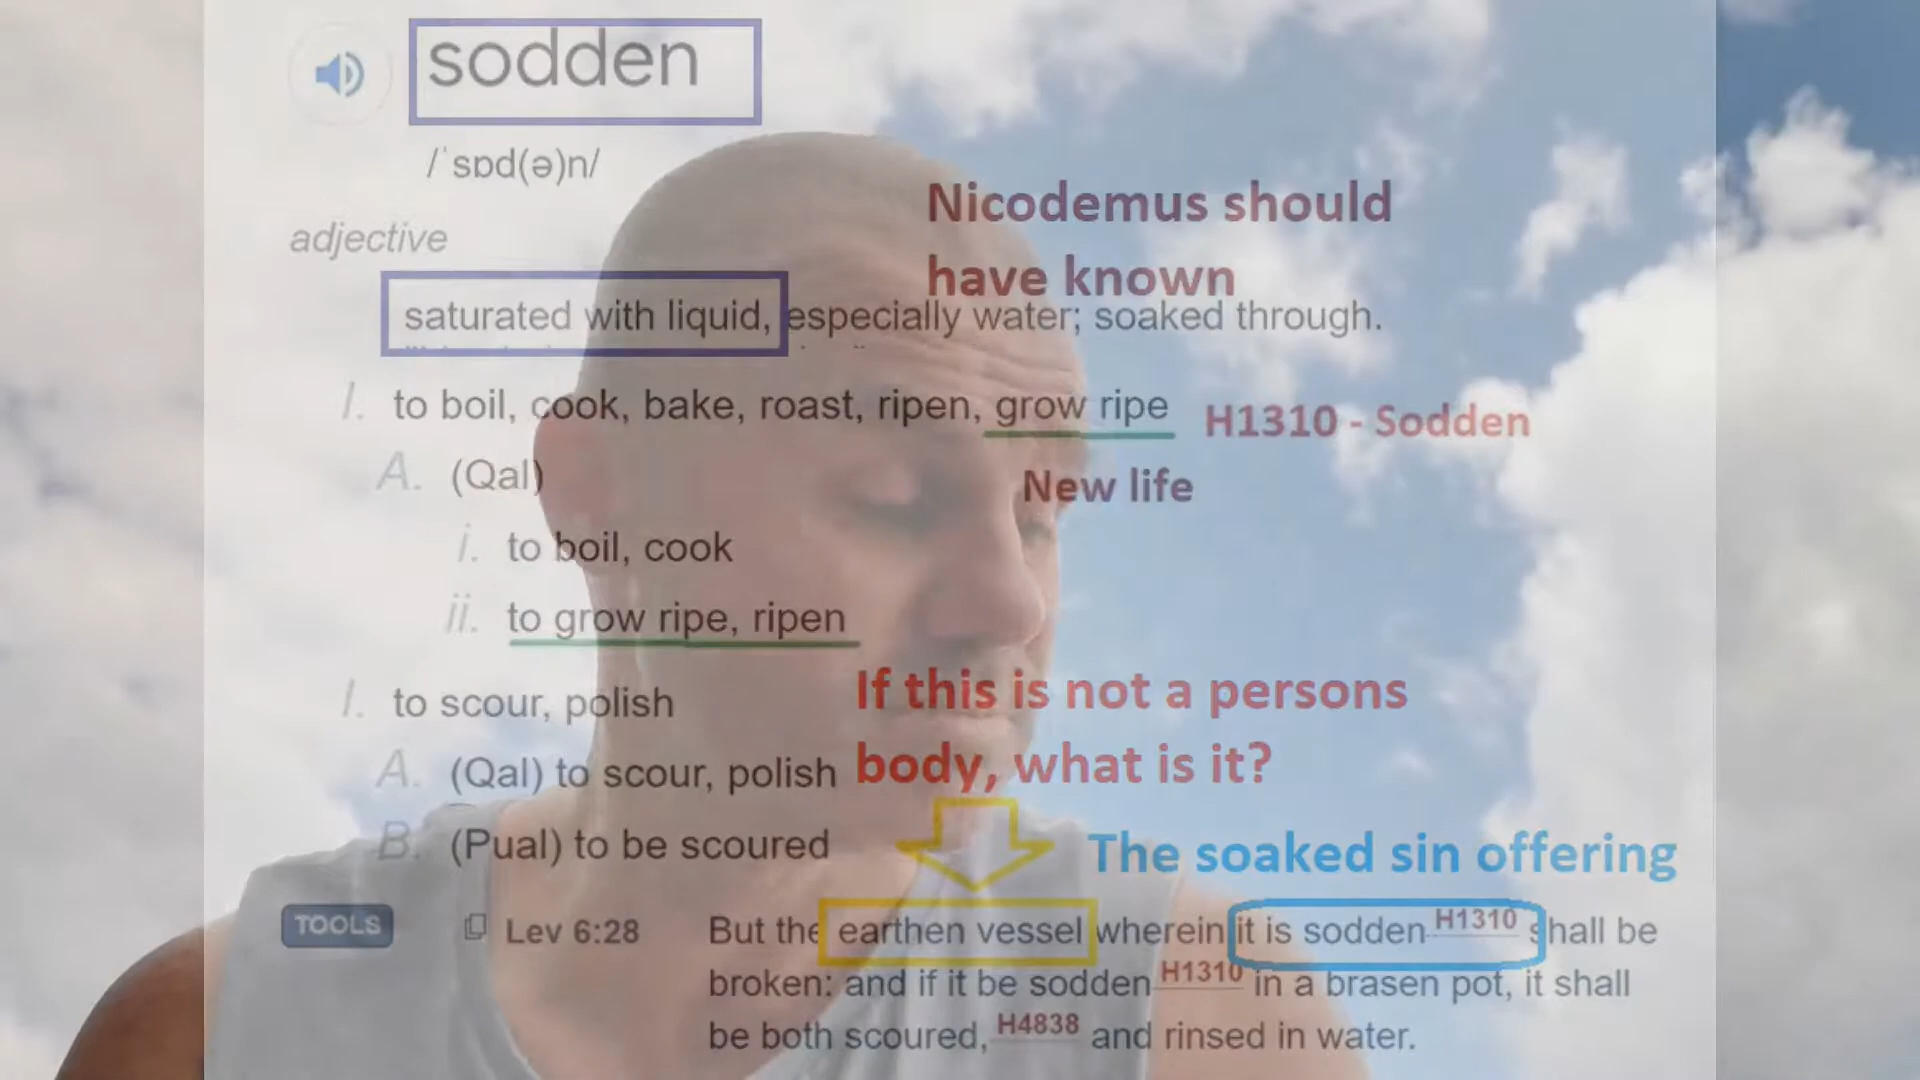 sodden
/ˈsɒd(ə)n/
Nicodemus should
have known
adjective
saturated with liquid, especially water; soaked through.
I. to boil, cook, bake, roast, ripen, grow ripe
H1310 - Sodden
A. (Qal)
New life
i. to boil, cook
ii. to grow ripe, ripen
If this is not a persons
body, what is it?
I. to scour, polish
A. (Qal) to scour, polish
B. (Pual) to be scoured
The soaked sin offering
TOOLS Lev 6:28 But the earthen vessel wherein it is sodden H1310 shall be
broken: and if it be sodden H1310 in a brasen pot, it shall
be both scoured, H4838 and rinsed in water.